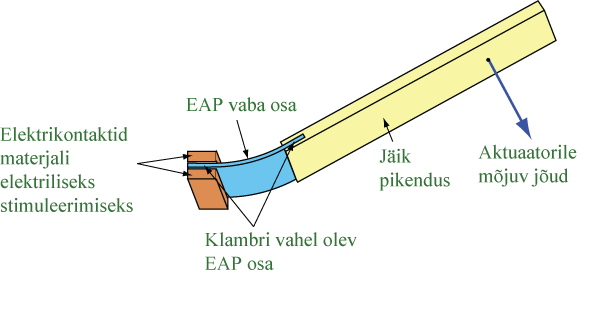 EAP vaba osa
Elektrikontaktid
materjali
elektriliseks
stimuleerimiseks
Jäik
pikendus
Aktuaatorile
mõjuv jõud
Klambri vahel olev
EAP osa